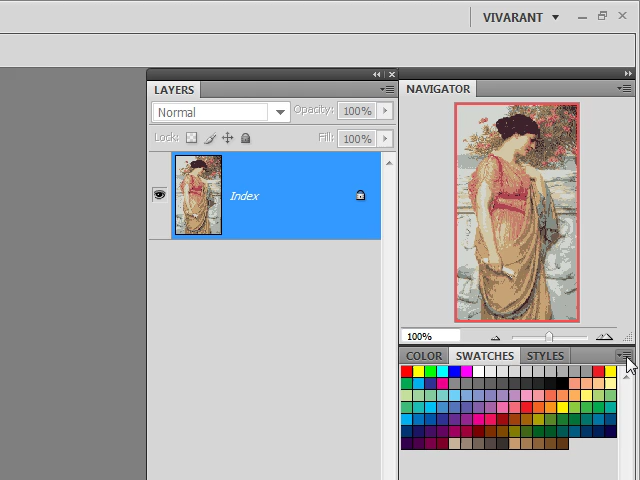 VIVARANT
LAYERS
Normal
Opacity: 100%
Lock:
Fill: 100%
Index
NAVIGATOR
100%
COLOR SWATCHES STYLES